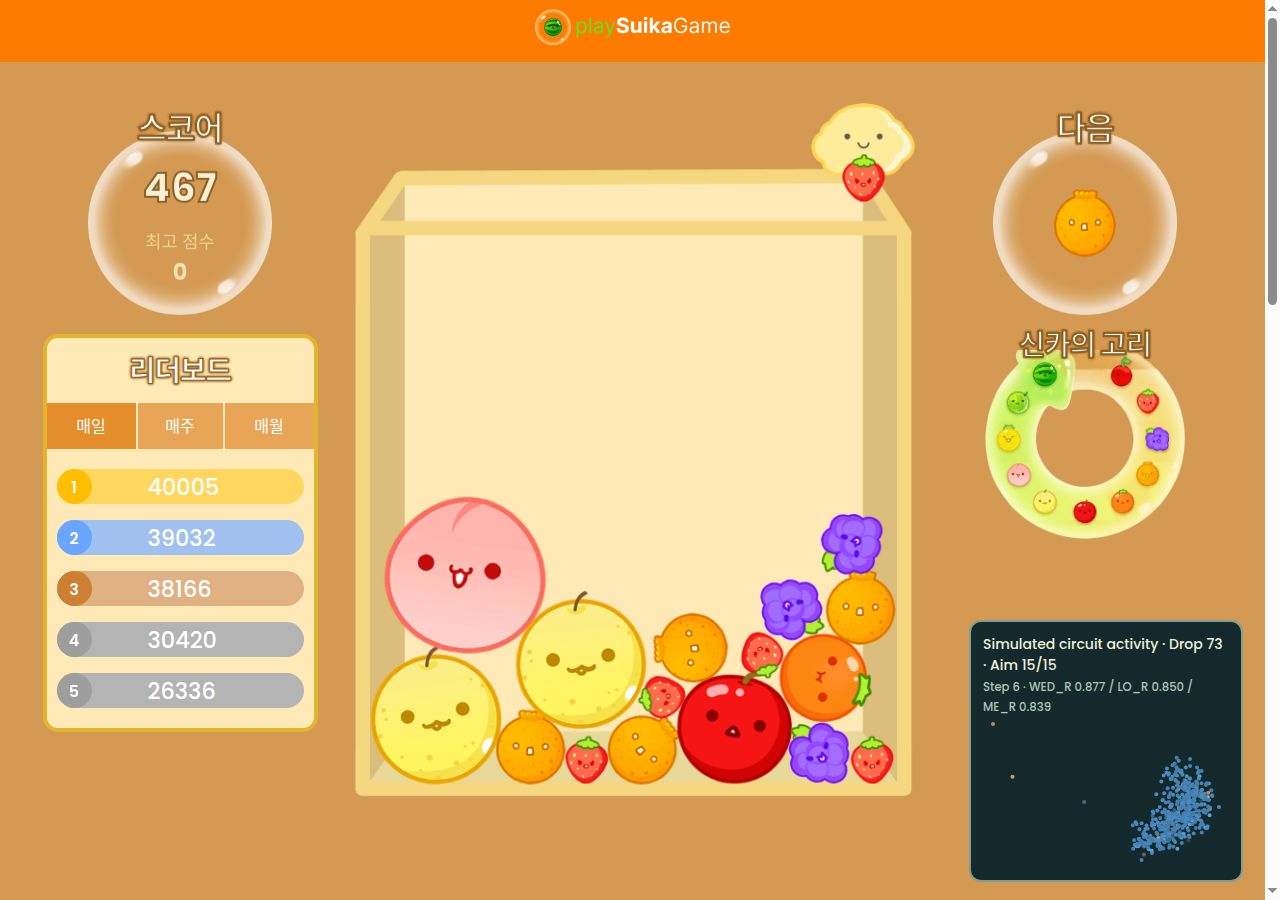 playSuikaGame
스코어
467
최고 점수
0
리더보드
매일 매주 매월
1 40005
2 39032
3 38166
4 30420
5 26336
다음
신카의 고리
Simulated circuit activity · Drop 73
· Aim 15/15
Step 6 · WED_R 0.877 / LO_R 0.850 /
ME_R 0.839